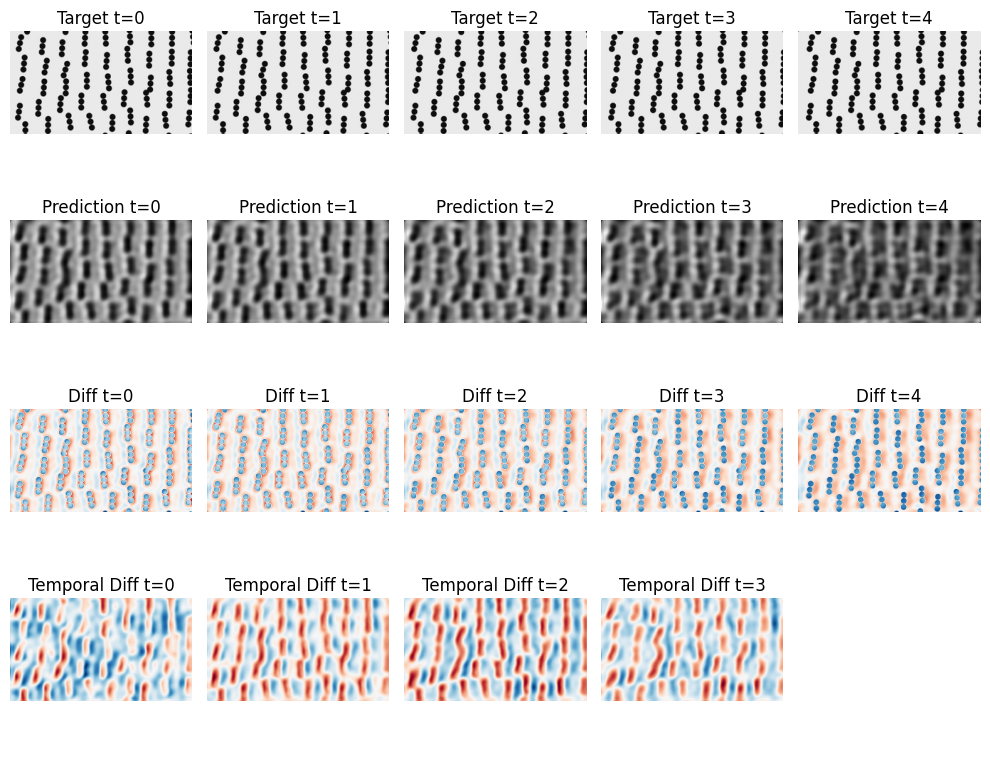 Target t=0 Target t=1 Target t=2 Target t=3 Target t=4
Prediction t=0 Prediction t=1 Prediction t=2 Prediction t=3 Prediction t=4
Diff t=0 Diff t=1 Diff t=2 Diff t=3 Diff t=4
Temporal Diff t=0 Temporal Diff t=1 Temporal Diff t=2 Temporal Diff t=3